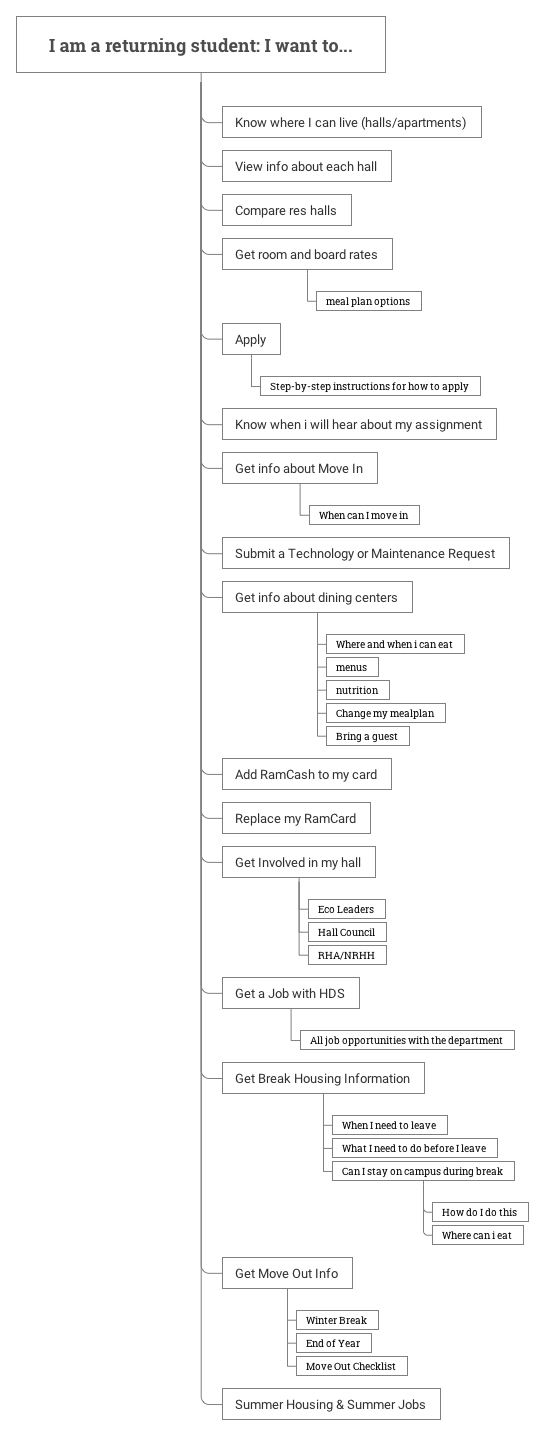 I am a returning student: I want to...
Know where I can live (halls/apartments)
View info about each hall
Compare res halls
Get room and board rates
meal plan options
Apply
Step-by-step instructions for how to apply
Know when i will hear about my assignment
Get info about Move In
When can I move in
Submit a Technology or Maintenance Request
Get info about dining centers
Where and when i can eat
menus
nutrition
Change my mealplan
Bring a guest
Add RamCash to my card
Replace my RamCard
Get Involved in my hall
Eco Leaders
Hall Council
RHA/NRHH
Get a Job with HDS
All job opportunities with the department
Get Break Housing Information
When I need to leave
What I need to do before I leave
Can I stay on campus during break
How do I do this
Where can i eat
Get Move Out Info
Winter Break
End of Year
Move Out Checklist
Summer Housing & Summer Jobs